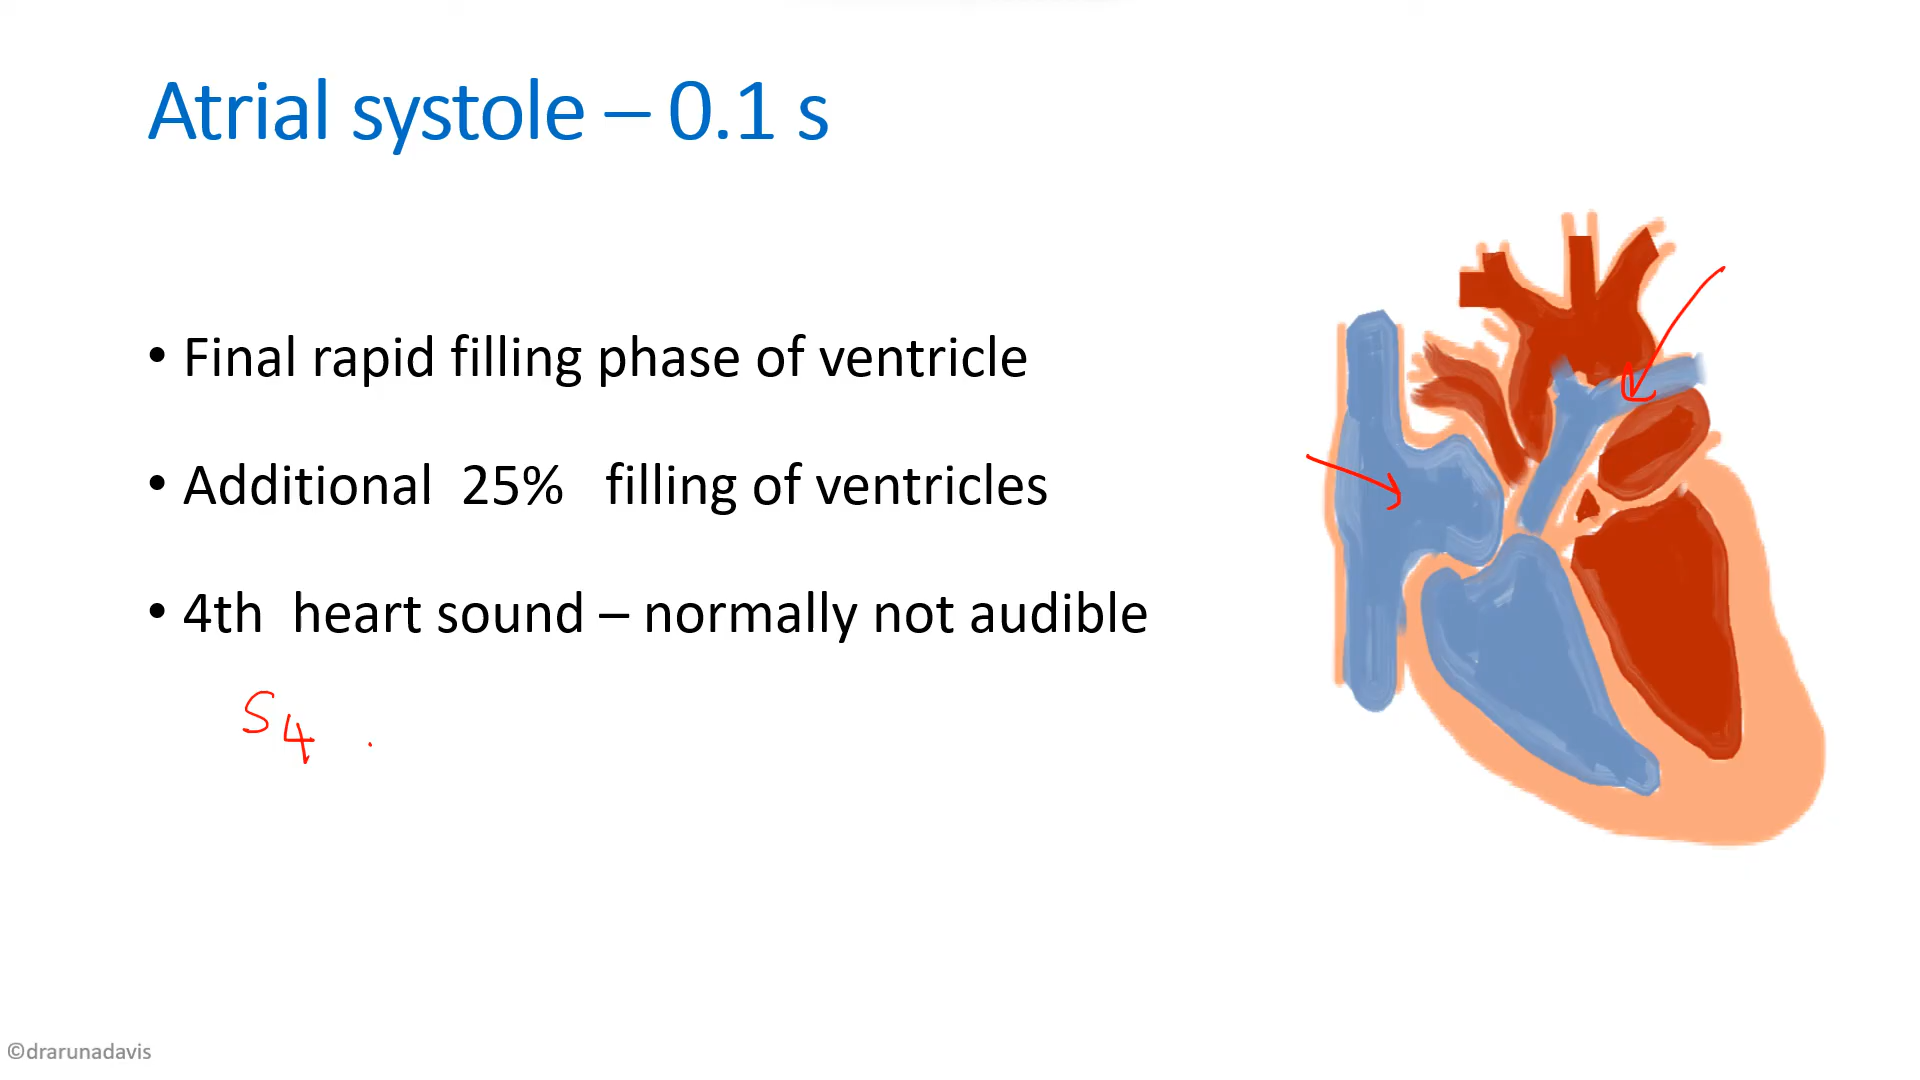 Atrial systole – 0.1 s
• Final rapid filling phase of ventricle
• Additional 25% filling of ventricles
• 4th heart sound – normally not audible
S4 .
©drarunadavis